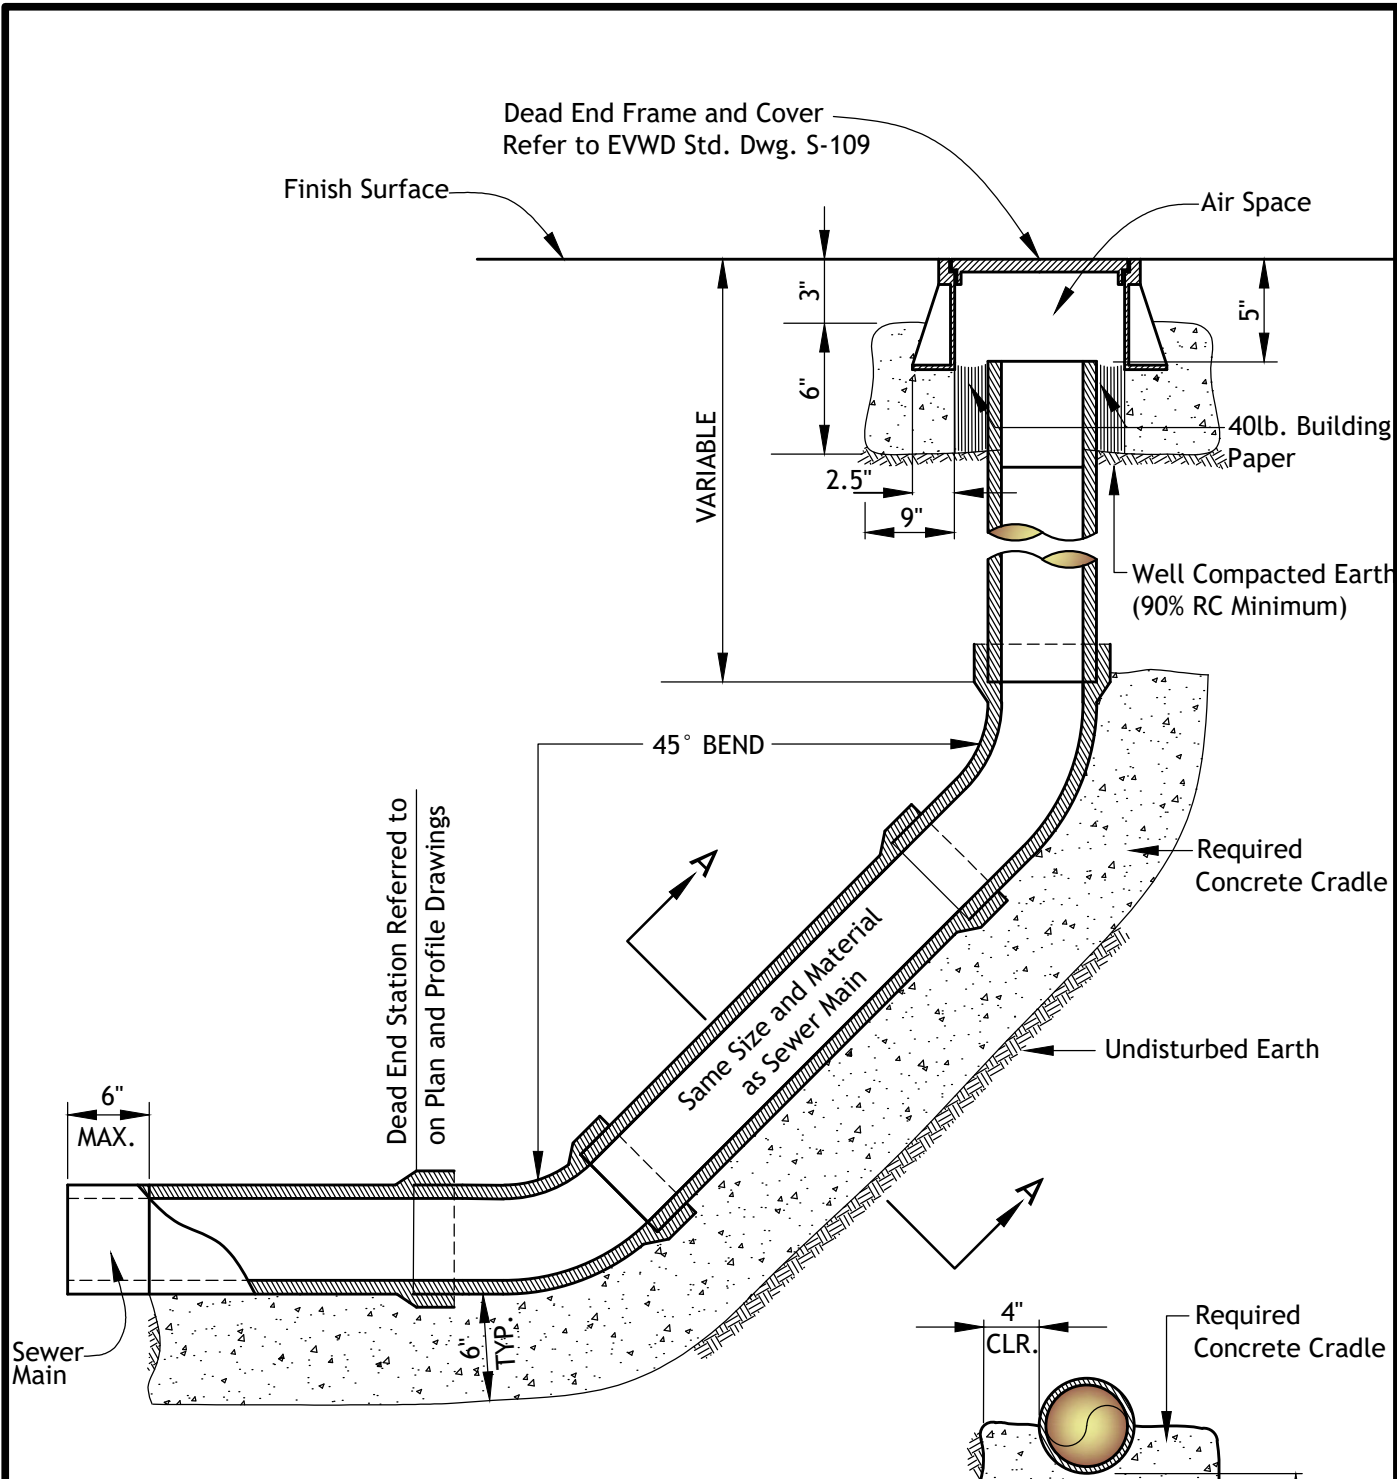 Dead End Frame and Cover
Refer to EVWD Std. Dwg. S-109
Finish Surface
Air Space
3"
5"
6"
VARIABLE
40lb. Building
Paper
2.5"
9"
Well Compacted Earth
(90% RC Minimum)
45° BEND
Dead End Station Referred to
on Plan and Profile Drawings
A
Required
Concrete Cradle
Same Size and Material
as Sewer Main
Undisturbed Earth
6"
MAX.
A
Sewer
Main
6"
TYP.
4"
CLR.
Required
Concrete Cradle